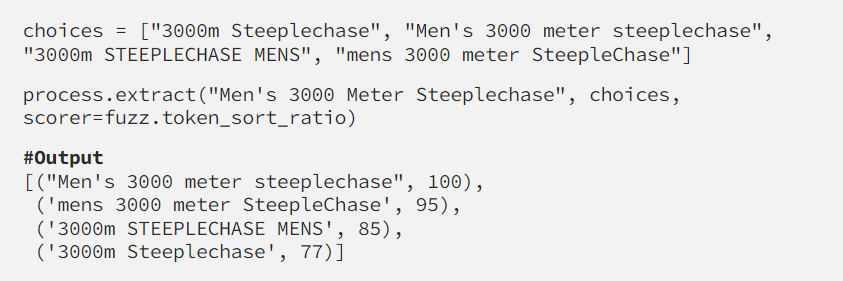 choices = ["3000m Steeplechase", "Men's 3000 meter steeplechase",
"3000m STEEPLECHASE MENS", "mens 3000 meter SteepleChase"]
process.extract("Men's 3000 Meter Steeplechase", choices,
scorer=fuzz.token_sort_ratio)
#Output
[("Men's 3000 meter steeplechase", 100),
('mens 3000 meter SteepleChase', 95),
('3000m STEEPLECHASE MENS', 85),
('3000m Steeplechase', 77)]